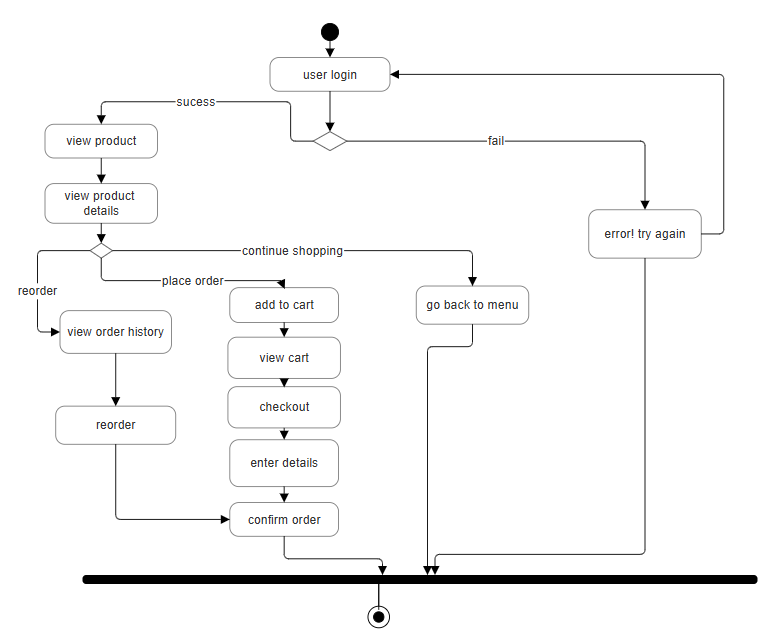 user login
sucess
view product
fail
view product
details
error! try again
continue shopping
place order
reorder
add to cart
go back to menu
view order history
view cart
checkout
reorder
enter details
confirm order